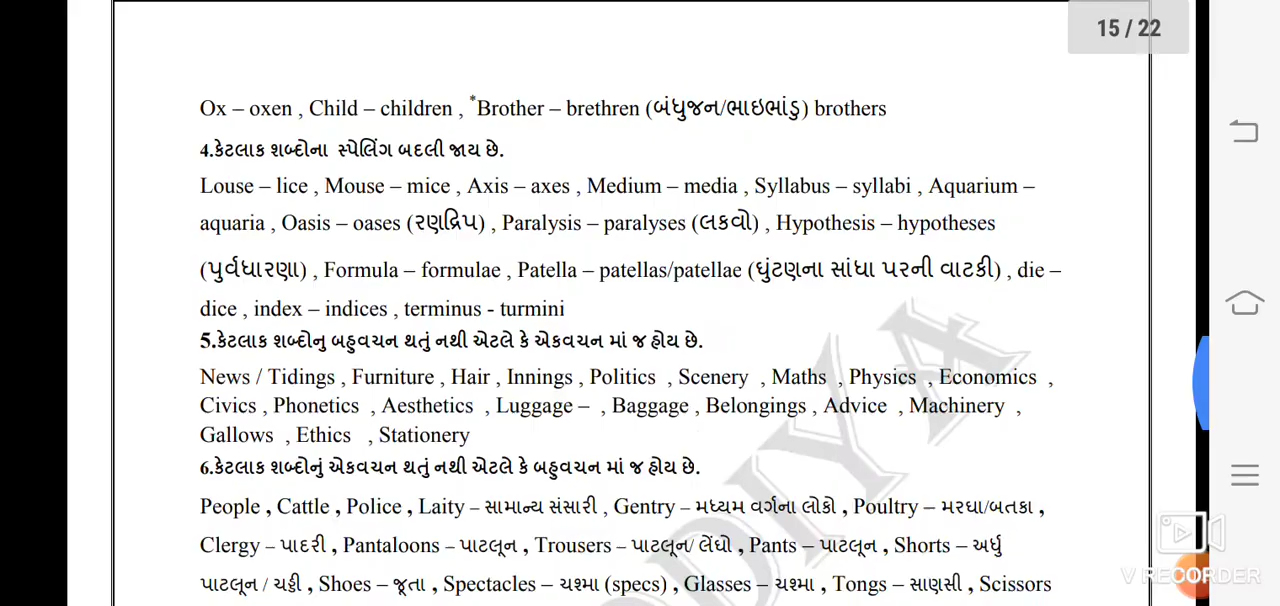 15 / 22
Ox – oxen , Child – children , *Brother – brethren (બંધુજન/ભાઇભાંડુ) brothers
4.કેટલાક શબ્દોના સ્પેલિંગ બદલી જાય છે.
Louse – lice , Mouse – mice , Axis – axes , Medium – media , Syllabus – syllabi , Aquarium –
aquaria , Oasis – oases (રણદ્રિપ) , Paralysis – paralyses (લકવો) , Hypothesis – hypotheses
(પુર્વધારણા) , Formula – formulae , Patella – patellas/patellae (ઘુંટણના સાંધા પરની વાટકી) , die –
dice , index – indices , terminus - turmini
5.કેટલાક શબ્દોનુ બહુવચન થતું નથી એટલે કે એકવચન માં જ હોય છે.
News / Tidings , Furniture , Hair , Innings , Politics , Scenery , Maths , Physics , Economics ,
Civics , Phonetics , Aesthetics , Luggage – , Baggage , Belongings , Advice , Machinery ,
Gallows , Ethics , Stationery
6.કેટલાક શબ્દોનું એકવચન થતું નથી એટલે કે બહુવચન માં જ હોય છે.
People , Cattle , Police , Laity – સામાન્ય સંસારી , Gentry – મધ્યમ વર્ગના લોકો , Poultry – મરઘા/બતકા ,
Clergy – પાદરી , Pantaloons – પાટલૂન , Trousers – પાટલૂન/ લેંઘો , Pants – પાટલૂન , Shorts – અર્ધુ
પાટલૂન / ચડ્ડી , Shoes – જૂતા , Spectacles – ચશ્મા (specs) , Glasses – ચશ્મા , Tongs – સાણસી , Scissors
V RECORDER